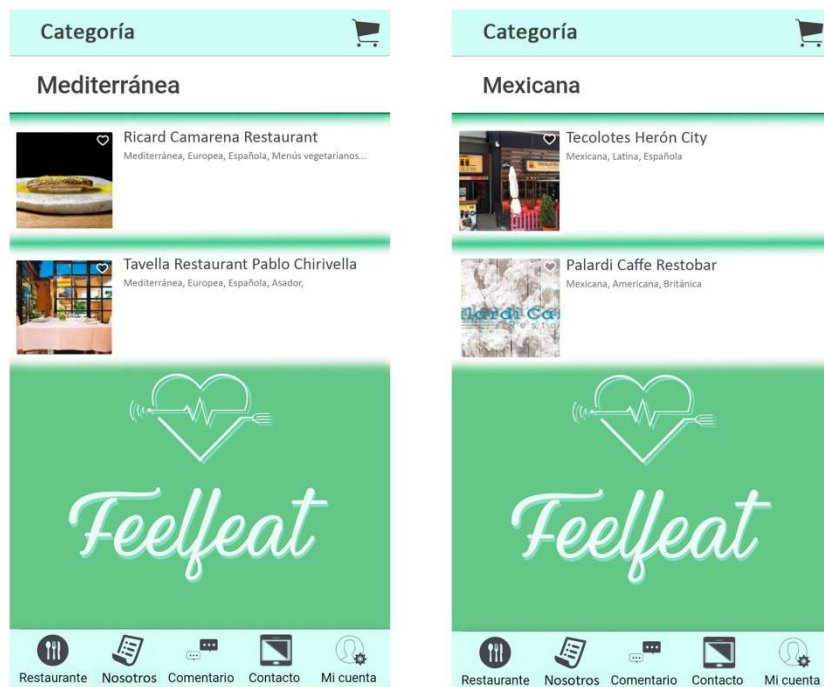 Categoría
Mediterránea
Ricard Camarena Restaurant
Mediterránea, Europea, Española, Menús vegetarianos...
Tavella Restaurant Pablo Chirivella
Mediterránea, Europea, Española, Asador,
Feelfeat
Restaurante Nosotros Comentario Contacto Mi cuenta
Categoría
Mexicana
Tecolotes Herón City
Mexicana, Latina, Española
Palardi Caffe Restobar
Mexicana, Americana, Británica
Feelfeat
Restaurante Nosotros Comentario Contacto Mi cuenta